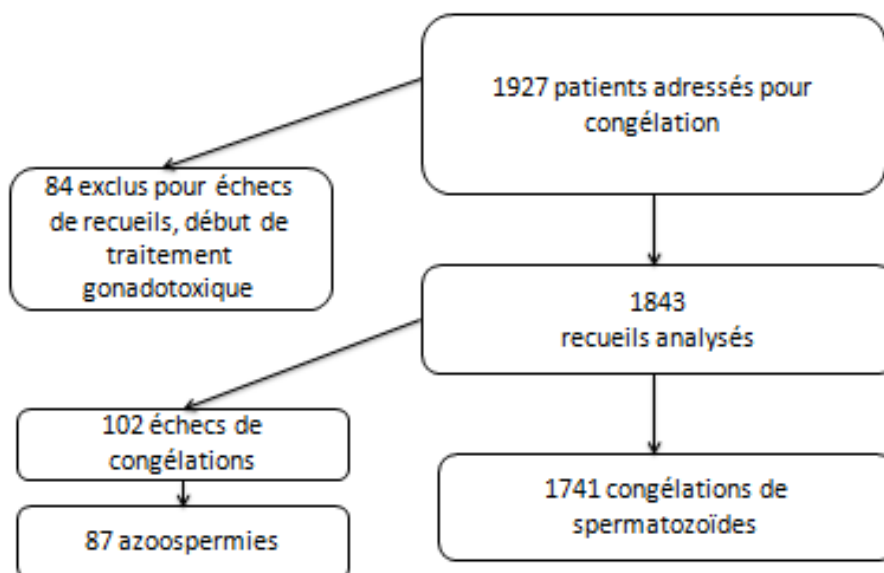 1927 patients adressés pour
congélation
84 exclus pour échecs
de recueils, début de
traitement
gonadotoxique
1843
recueils analysés
102 échecs de
congélations
1741 congélations de
spermatozoïdes
87 azoospermies